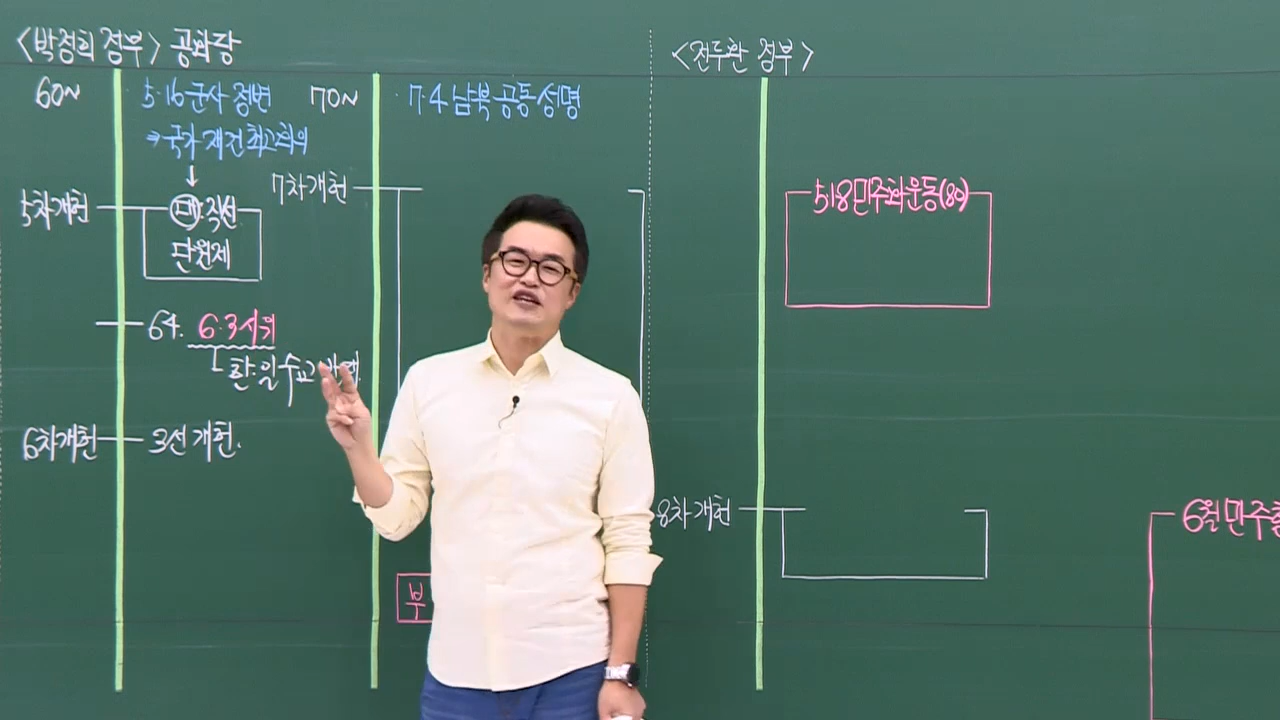 <박정희 정부> 공화당
60~
5·16 군사 정변
→ 국가 재건 최고회의
↓
5차 개헌
대·직선
단원제
64. 6·3 시위
한·일 수교
6차 개헌
3선 개헌.
70~
7·4 남북 공동 성명
7차 개헌
부
<전두환 정부>
5·18 민주화 운동(80)
8차 개헌
6월 민주